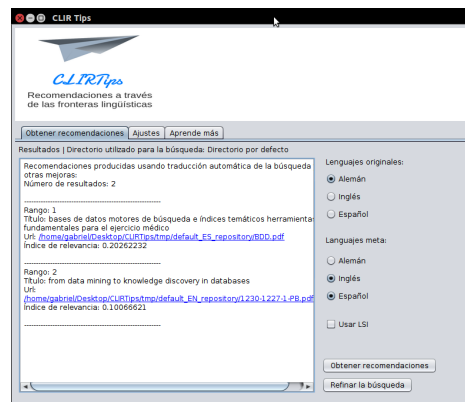 CLIR Tips
CLIRTips
Recomendaciones a través
de las fronteras lingüísticas
Obtener recomendaciones Ajustes Aprende más
Resultados | Directorio utilizado para la búsqueda: Directorio por defecto
Recomendaciones producidas usando traducción automática de la búsqueda
otras mejoras:
Número de resultados: 2
------------------------------------------------------
Rango: 1
Título: bases de datos motores de búsqueda e índices temáticos herramientas
fundamentales para el ejercicio médico
Url: /home/gabriel/Desktop/CLIRTips/tmp/default_ES_repository/BDD.pdf
Índice de relevancia: 0.20262232
------------------------------------------------------
Rango: 2
Título: from data mining to knowledge discovery in databases
Url:
/home/gabriel/Desktop/CLIRTips/tmp/default_EN_repository/1230-1227-1-PB.pdf
Índice de relevancia: 0.10066621
------------------------------------------------------
Lenguajes originales:
Alemán
Inglés
Español
Lenguajes meta:
Alemán
Inglés
Español
Usar LSI
Obtener recomendaciones
Refinar la búsqueda